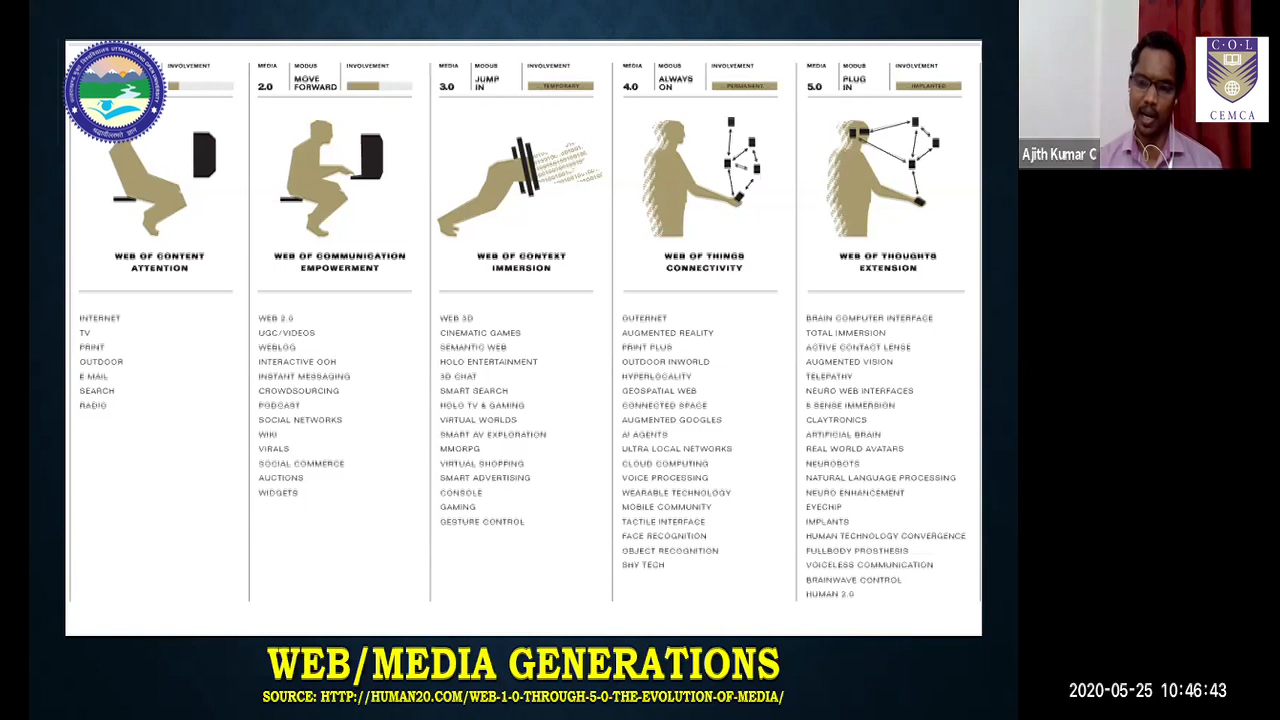 INVOLVEMENT
MEDIA MODUS INVOLVEMENT
2.0 MOVE FORWARD
MEDIA MODUS INVOLVEMENT
3.0 JUMP IN TEMPORARY
MEDIA MODUS INVOLVEMENT
4.0 ALWAYS ON PERMANENT
MEDIA MODUS INVOLVEMENT
5.0 PLUG IN IMPLANTED
WEB OF CONTENT
ATTENTION
INTERNET
TV
PRINT
OUTDOOR
E MAIL
SEARCH
RADIO
WEB OF COMMUNICATION
EMPOWERMENT
WEB 2.0
UGC/VIDEOS
WEBLOG
INTERACTIVE OOH
INSTANT MESSAGING
CROWDSOURCING
PODCAST
SOCIAL NETWORKS
WIKI
VIRALS
SOCIAL COMMERCE
AUCTIONS
WIDGETS
WEB OF CONTEXT
IMMERSION
WEB 3D
CINEMATIC GAMES
SEMANTIC WEB
HOLO ENTERTAINMENT
3D CHAT
SMART SEARCH
HOLO TV & GAMING
VIRTUAL WORLDS
SMART AV EXPLORATION
MMORPG
VIRTUAL SHOPPING
SMART ADVERTISING
CONSOLE
GAMING
GESTURE CONTROL
WEB OF THINGS
CONNECTIVITY
OUTERNET
AUGMENTED REALITY
PRINT PLUS
OUTDOOR INWORLD
HYPERLOCALITY
GEOSPATIAL WEB
CONNECTED SPACE
AUGMENTED GOOGLES
AI AGENTS
ULTRA LOCAL NETWORKS
CLOUD COMPUTING
VOICE PROCESSING
WEARABLE TECHNOLOGY
MOBILE COMMUNITY
TACTILE INTERFACE
FACE RECOGNITION
OBJECT RECOGNITION
SHY TECH
WEB OF THOUGHTS
EXTENSION
BRAIN COMPUTER INTERFACE
TOTAL IMMERSION
ACTIVE CONTACT LENSE
AUGMENTED VISION
TELEPATHY
NEURO WEB INTERFACES
5 SENSE IMMERSION
CLAYTRONICS
ARTIFICIAL BRAIN
REAL WORLD AVATARS
NEUROBOTS
NATURAL LANGUAGE PROCESSING
NEURO ENHANCEMENT
EYECHIP
IMPLANTS
HUMAN TECHNOLOGY CONVERGENCE
FULLBODY PROSTHESIS
VOICELESS COMMUNICATION
BRAINWAVE CONTROL
HUMAN 2.0
WEB/MEDIA GENERATIONS
SOURCE: HTTP://HUMAN20.COM/WEB-1-0-THROUGH-5-0-THE-EVOLUTION-OF-MEDIA/
Ajith Kumar C
C·O·L
CEMCA
2020-05-25 10:46:43